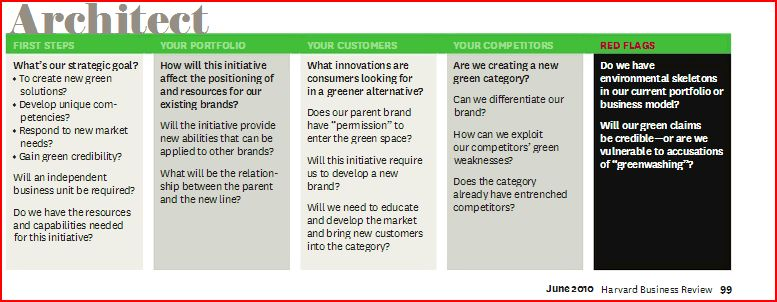 Architect
FIRST STEPS
What's our strategic goal?
• To create new green
solutions?
• Develop unique com-
petencies?
• Respond to new market
needs?
• Gain green credibility?
Will an independent
business unit be required?
Do we have the resources
and capabilities needed
for this initiative?
YOUR PORTFOLIO
How will this initiative
affect the positioning of
and resources for our
existing brands?
Will the initiative provide
new abilities that can be
applied to other brands?
What will be the relation-
ship between the parent
and the new line?
YOUR CUSTOMERS
What innovations are
consumers looking for
in a greener alternative?
Does our parent brand
have "permission" to
enter the green space?
Will this initiative require
us to develop a new
brand?
Will we need to educate
and develop the market
and bring new customers
into the category?
YOUR COMPETITORS
Are we creating a new
green category?
Can we differentiate our
brand?
How can we exploit
our competitors' green
weaknesses?
Does the category
already have entrenched
competitors?
RED FLAGS
Do we have
environmental skeletons
in our current portfolio or
business model?
Will our green claims
be credible—or are we
vulnerable to accusations
of "greenwashing"?
June 2010 Harvard Business Review 99